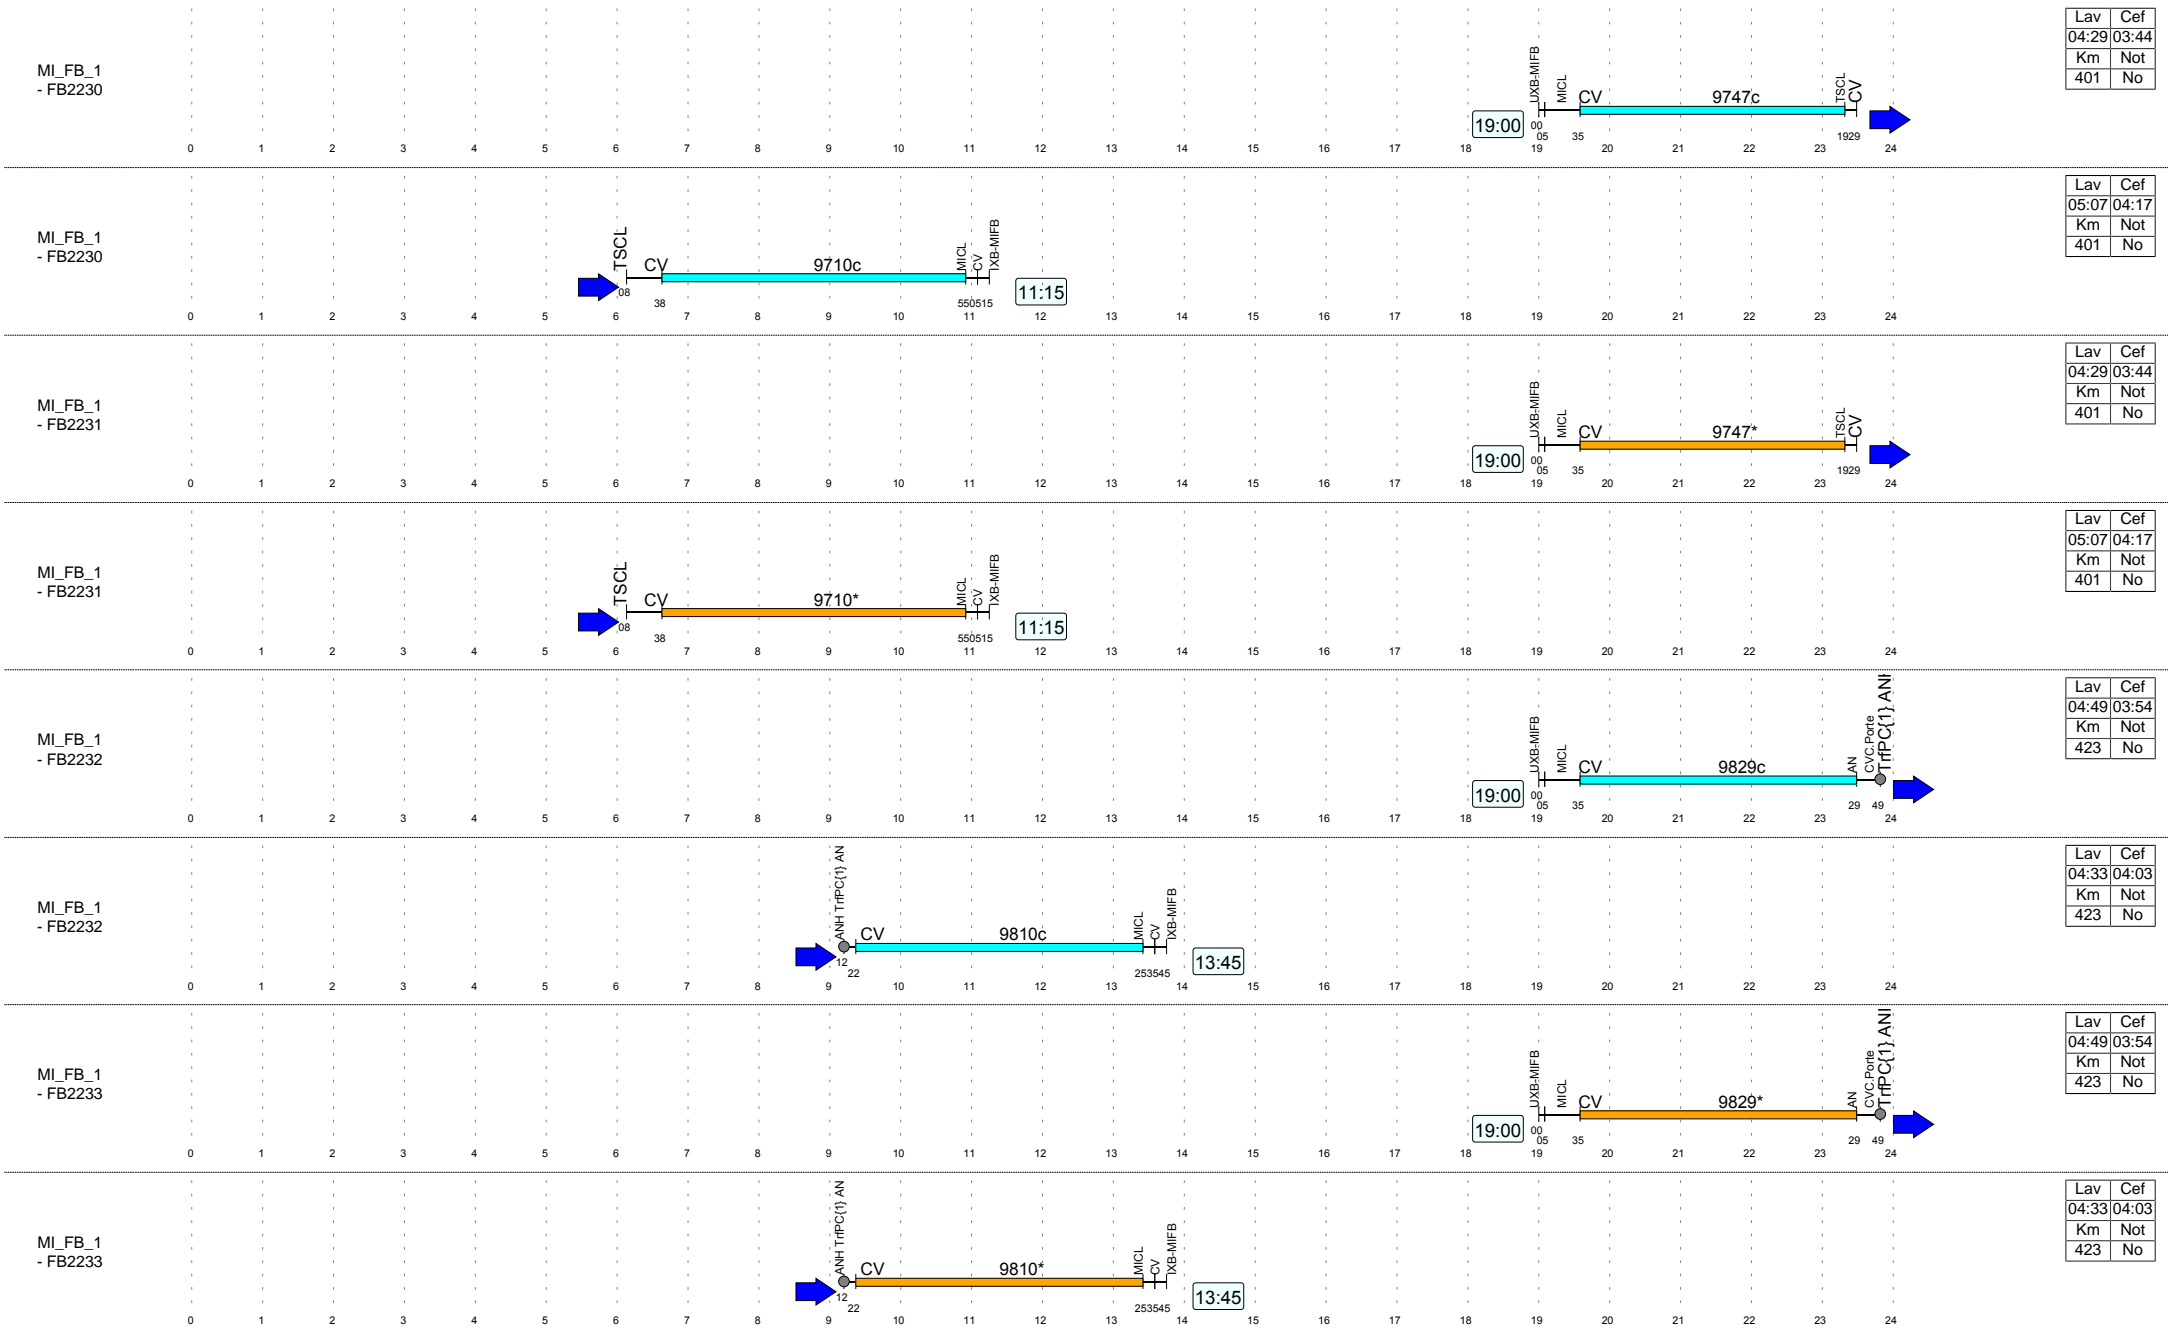 Lav Cef
04:29 03:44
Km Not
401 No
MI_FB_1
- FB2230
UXB-MIFB
MICL
CV
9747c
TSCL
CV
19:00
00
05
35
1929
0 1 2 3 4 5 6 7 8 9 10 11 12 13 14 15 16 17 18 19 20 21 22 23 24
Lav Cef
05:07 04:17
Km Not
401 No
MI_FB_1
- FB2230
TSCL
CV
9710c
MICL
CV
IXB-MIFB
08
38
550515
11:15
0 1 2 3 4 5 6 7 8 9 10 11 12 13 14 15 16 17 18 19 20 21 22 23 24
Lav Cef
04:29 03:44
Km Not
401 No
MI_FB_1
- FB2231
UXB-MIFB
MICL
CV
9747*
TSCL
CV
19:00
00
05
35
1929
0 1 2 3 4 5 6 7 8 9 10 11 12 13 14 15 16 17 18 19 20 21 22 23 24
Lav Cef
05:07 04:17
Km Not
401 No
MI_FB_1
- FB2231
TSCL
CV
9710*
MICL
CV
IXB-MIFB
08
38
550515
11:15
0 1 2 3 4 5 6 7 8 9 10 11 12 13 14 15 16 17 18 19 20 21 22 23 24
Lav Cef
04:49 03:54
Km Not
423 No
MI_FB_1
- FB2232
UXB-MIFB
MICL
CV
9829c
AN
CVC.Porte
TrfPC{1} ANH
19:00
00
05
35
29
49
0 1 2 3 4 5 6 7 8 9 10 11 12 13 14 15 16 17 18 19 20 21 22 23 24
Lav Cef
04:33 04:03
Km Not
423 No
MI_FB_1
- FB2232
ANH TrfPC{1} AN
CV
9810c
MICL
CV
IXB-MIFB
12
22
253545
13:45
0 1 2 3 4 5 6 7 8 9 10 11 12 13 14 15 16 17 18 19 20 21 22 23 24
Lav Cef
04:49 03:54
Km Not
423 No
MI_FB_1
- FB2233
UXB-MIFB
MICL
CV
9829*
AN
CVC.Porte
TrfPC{1} ANH
19:00
00
05
35
29
49
0 1 2 3 4 5 6 7 8 9 10 11 12 13 14 15 16 17 18 19 20 21 22 23 24
Lav Cef
04:33 04:03
Km Not
423 No
MI_FB_1
- FB2233
ANH TrfPC{1} AN
CV
9810*
MICL
CV
IXB-MIFB
12
22
253545
13:45
0 1 2 3 4 5 6 7 8 9 10 11 12 13 14 15 16 17 18 19 20 21 22 23 24